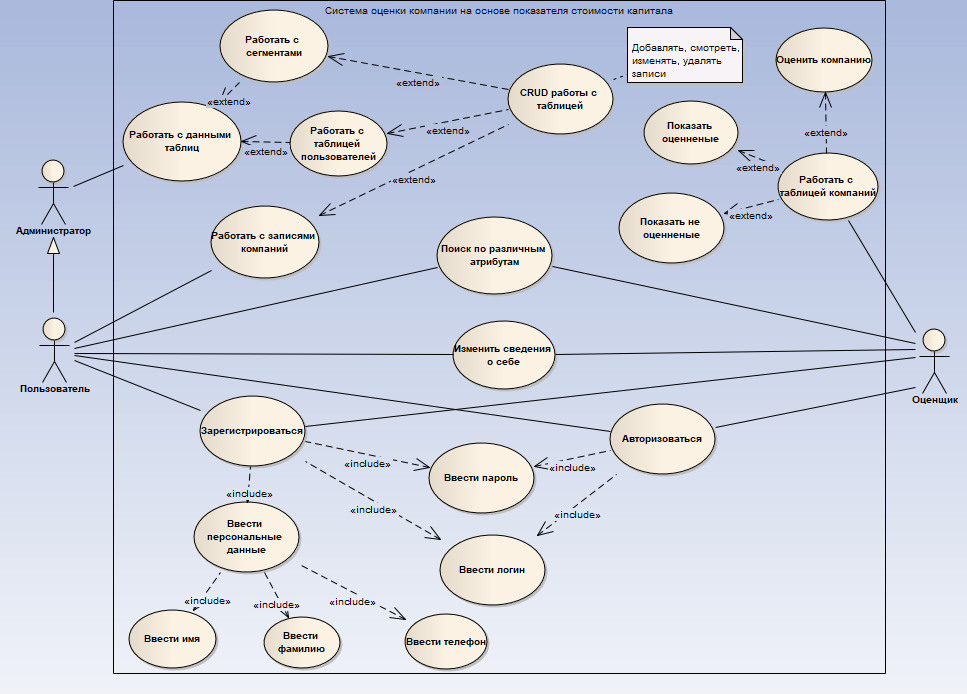 Система оценки компании на основе показателя стоимости капитала
Работать с
сегментами
Добавлять, смотреть,
изменять, удалять
записи
Оценить компанию
«extend»
CRUD работы с
таблицей
«extend»
Работать с данными
таблиц
«extend»
Работать с
таблицей
пользователей
«extend»
Показать
оценненые
«extend»
«extend»
«extend»
Работать с
таблицей компаний
«extend»
Показать не
оценненые
Администратор
Работать с записями
компаний
Поиск по различным
атрибутам
Пользователь
Изменить сведения
о себе
Оценщик
Зарегистрироваться
Авторизоваться
«include»
«include»
Ввести пароль
«include»
«include»
«include»
Ввести
персональные
данные
Ввести логин
«include»
«include»
«include»
Ввести имя
Ввести
фамилию
Ввести телефон